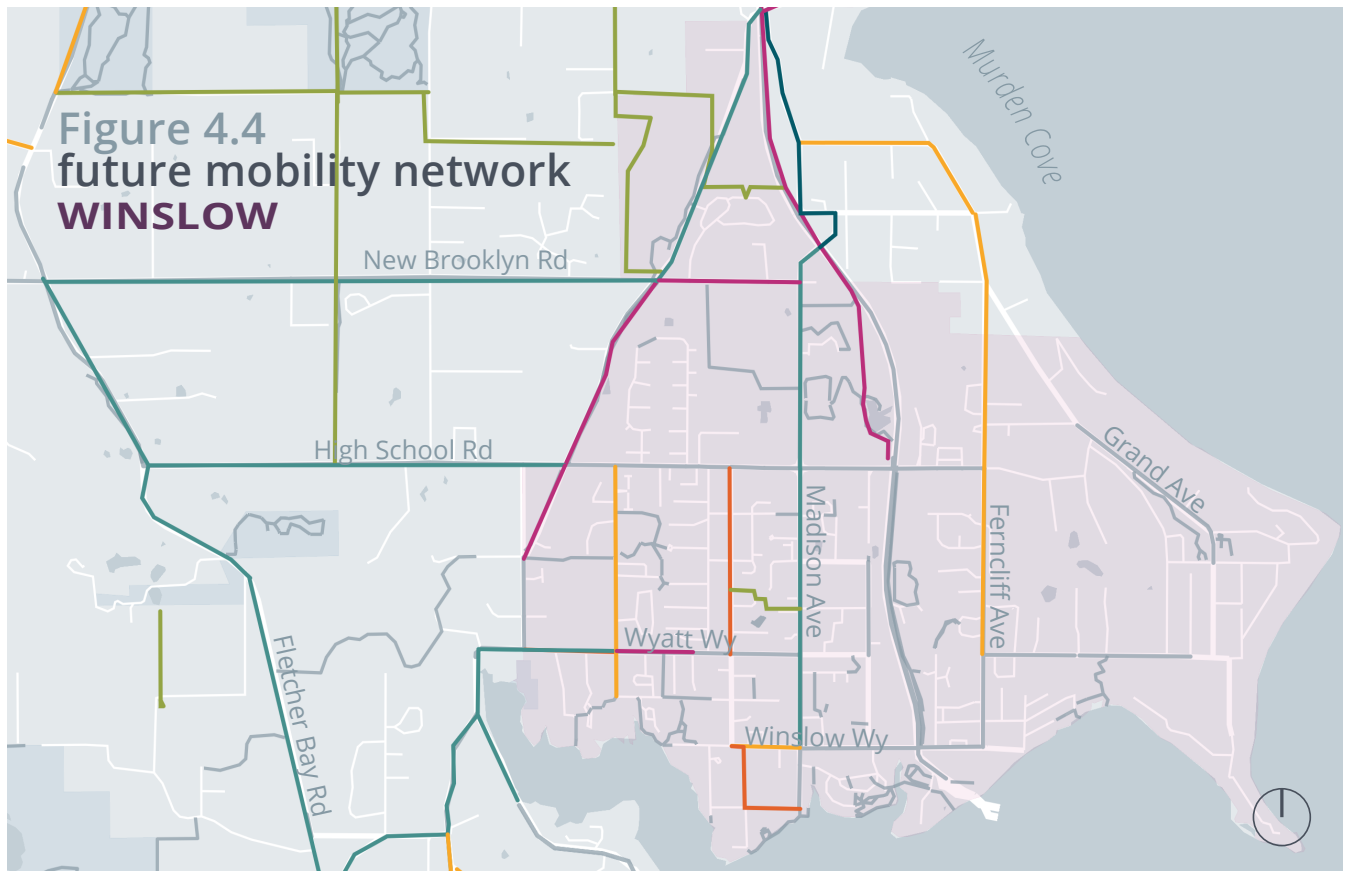 Figure 4.4
future mobility network
WINSLOW
Murden Cove
New Brooklyn Rd
High School Rd
Grand Ave
Madison Ave
Ferncliff Ave
Wyatt Wy
Fletcher Bay Rd
Winslow Wy